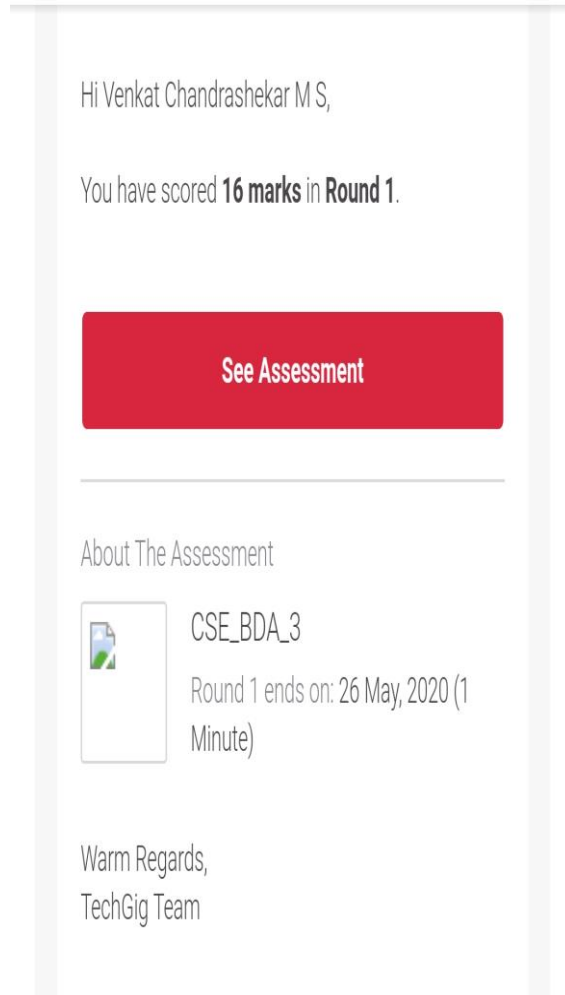 Hi Venkat Chandrashekar M S,
You have scored 16 marks in Round 1.
See Assessment
About The Assessment
CSE_BDA_3
Round 1 ends on: 26 May, 2020 (1
Minute)
Warm Regards,
TechGig Team